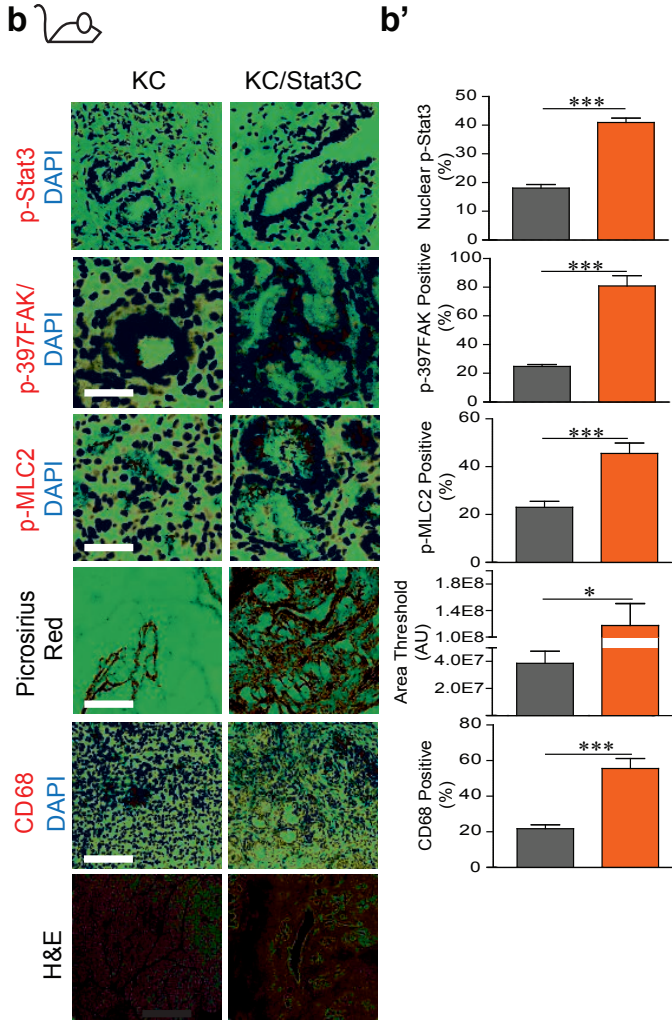 b
b'
KC
KC/Stat3C
p-Stat3
DAPI
p-397FAK/
DAPI
p-MLC2
DAPI
Picrosirius
Red
CD68
DAPI
H&E
Nuclear p-Stat3
(%)
50
40
30
20
10
0
***
p-397FAK Positive
(%)
100
80
60
40
20
0
***
p-MLC2 Positive
(%)
60
40
20
0
***
Area Threshold
(AU)
1.8E8
1.4E8
1.0E8
4.0E7
2.0E7
*
CD68 Positive
(%)
80
60
40
20
0
***